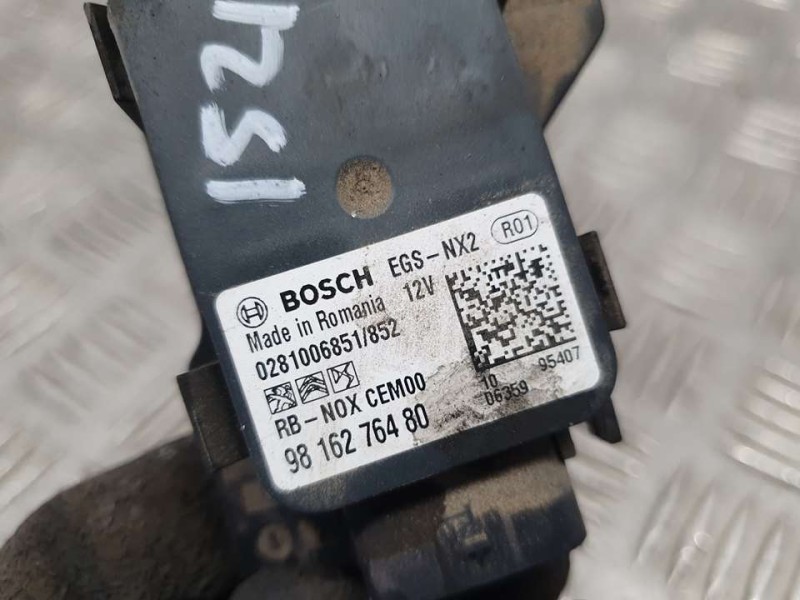 1521
BOSCH EGS-NX2 R01
Made in Romania 12V
0281006851/852
RB-NOX CEM00
98 162 764 80
10 95407
06359